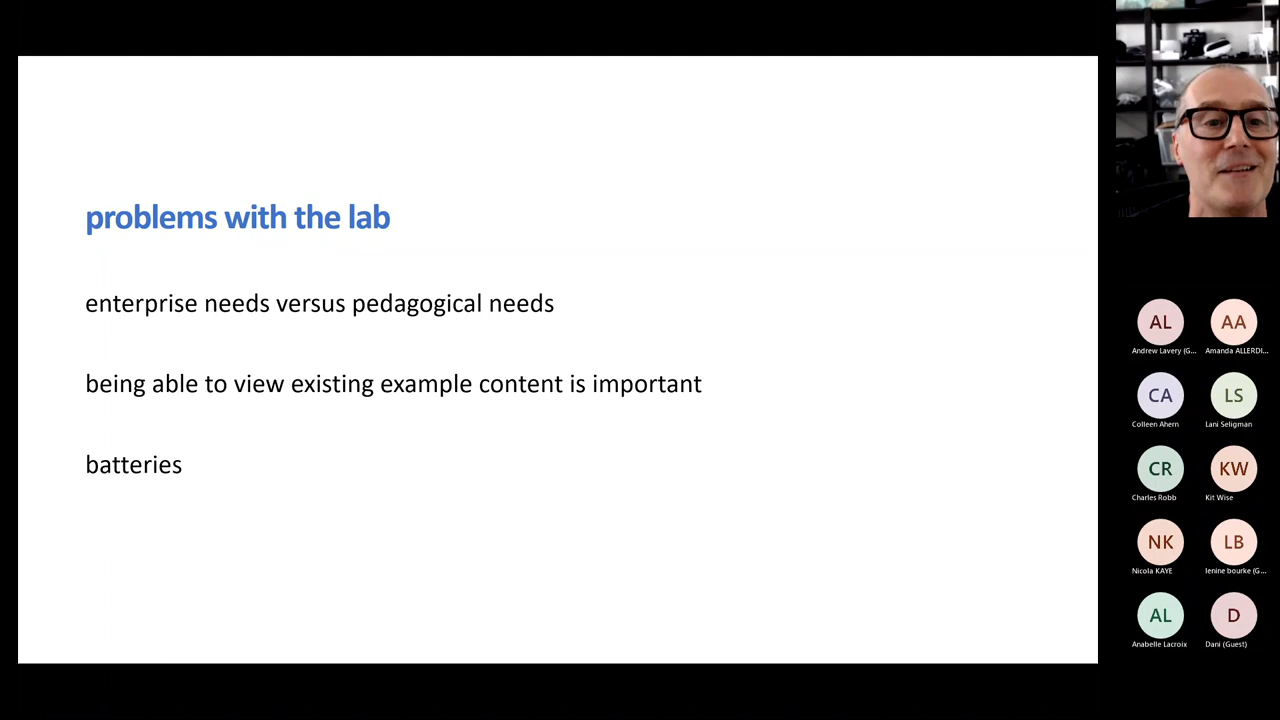 problems with the lab
enterprise needs versus pedagogical needs
being able to view existing example content is important
batteries
AL
AA
Andrew Lavery (G...
Amanda ALLERDI...
CA
LS
Colleen Ahern
Lani Seligman
CR
KW
Charles Robb
Kit Wise
NK
LB
Nicola KAYE
lenine bourke (G...
AL
D
Anabelle Lacroix
Dani (Guest)